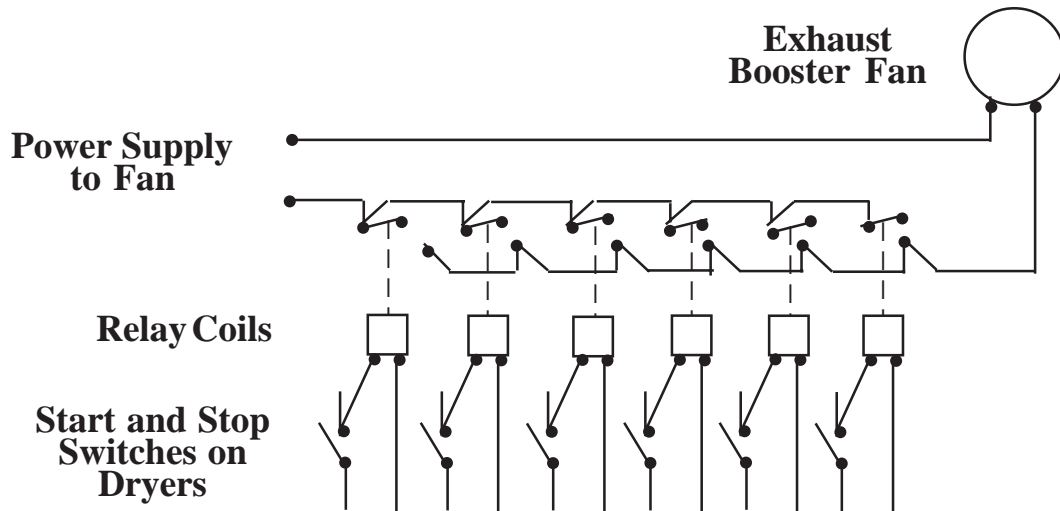 Exhaust
Booster Fan
Power Supply
to Fan
Relay Coils
Start and Stop
Switches on
Dryers